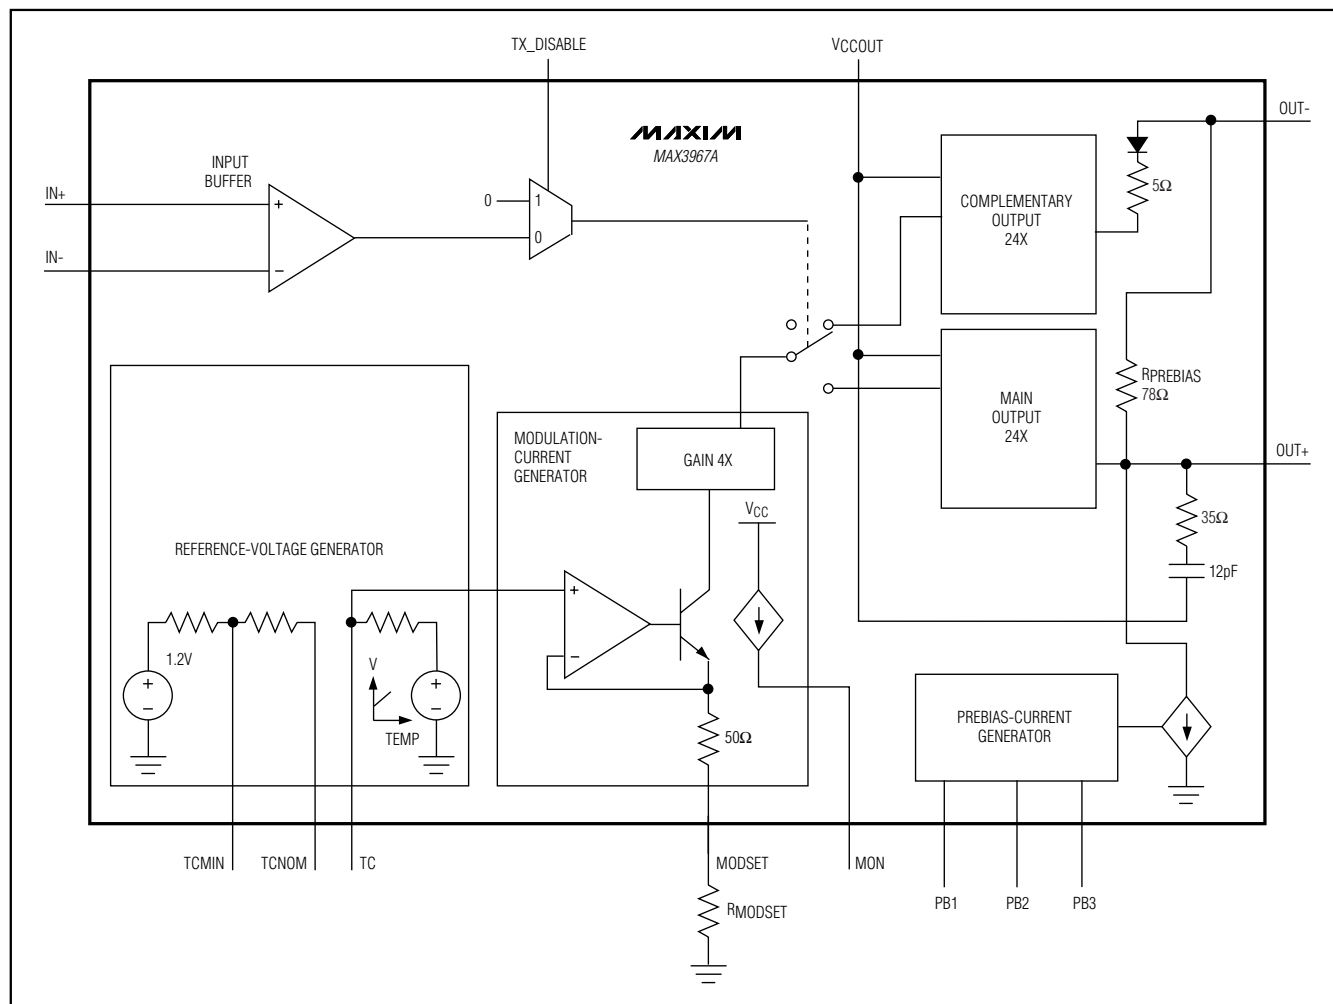 TX_DISABLE
VCCOUT
OUT-
MAXIM
MAX3967A
INPUT
BUFFER
IN+
+
0
1
5Ω
COMPLEMENTARY
OUTPUT
24X
0
IN-
−
RPREBIAS
78Ω
MAIN
OUTPUT
24X
MODULATION-
CURRENT
GENERATOR
GAIN 4X
OUT+
VCC
35Ω
REFERENCE-VOLTAGE GENERATOR
12pF
+
−
1.2V
+
−
V
TEMP
+
−
50Ω
PREBIAS-CURRENT
GENERATOR
TCMIN
TCNOM
TC
MODSET
MON
RMODSET
PB1
PB2
PB3